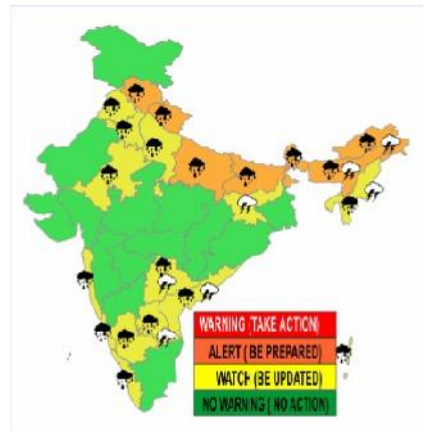 WARNING (TAKE ACTION)
ALERT ( BE PREPARED)
WATCH (BE UPDATED)
NO WARNING ( NO ACTION)